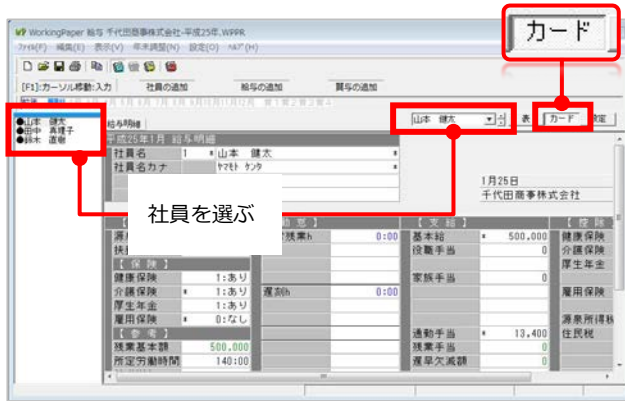 WorkingPaper 給与 千代田商事株式会社-平成25年.WPPR
ファイル(F) 編集(E) 表示(V) 年末調整(N) 設定(O) ヘルプ(H)
カード
[F1]:カーソル移動:入力 社員の追加 給与の追加 賞与の追加
●山本 健太
●田中 真理子
●鈴木 直樹
給与明細
山本 健太
表
カード
平成25年1月 給与明細
社員名 1 * 山本 健太 *
社員名カナ ヤマモト ケンタ *
1月25日
千代田商事株式会社
社員を選ぶ
残業h 0:00
【 支 給 】
【 控 除
基本給 * 500,000
健康保険
役職手当 0
介護保険
【 保 険 】
厚生年金
健康保険 1:あり
家族手当 0
介護保険 * 1:あり
遅刻h 0:00
雇用保険
厚生年金 1:あり
雇用保険 * 0:なし
源泉所得税
【 参 考 】
通勤手当 * 13,400
住民税
残業基本額 500,000
残業手当 0
所定労働時間 140:00
遅早欠減額 0